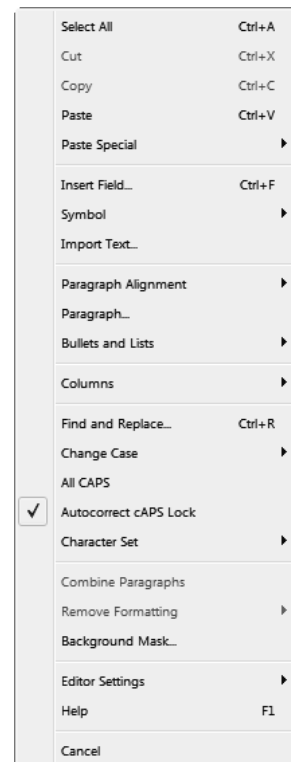 Select All Ctrl+A
Cut Ctrl+X
Copy Ctrl+C
Paste Ctrl+V
Paste Special
Insert Field... Ctrl+F
Symbol
Import Text...
Paragraph Alignment
Paragraph...
Bullets and Lists
Columns
Find and Replace... Ctrl+R
Change Case
All CAPS
Autocorrect cAPS Lock
Character Set
Combine Paragraphs
Remove Formatting
Background Mask...
Editor Settings
Help F1
Cancel